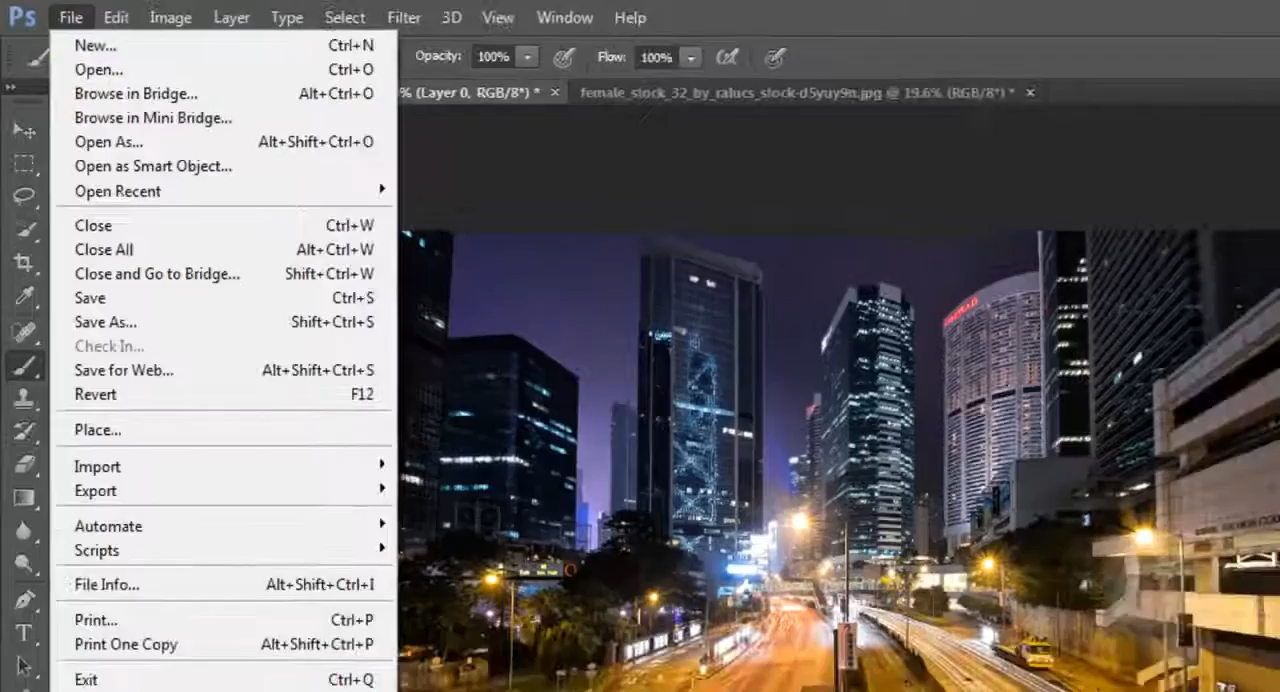 Ps File Edit Image Layer Type Select Filter 3D View Window Help
Opacity: 100% Flow: 100%
% (Layer 0, RGB/8*) * × female_stock_32_by_ralucs_stock-d5yuy9n.jpg @ 19.6% (RGB/8*) * ×
New... Ctrl+N
Open... Ctrl+O
Browse in Bridge... Alt+Ctrl+O
Browse in Mini Bridge...
Open As... Alt+Shift+Ctrl+O
Open as Smart Object...
Open Recent
Close Ctrl+W
Close All Alt+Ctrl+W
Close and Go to Bridge... Shift+Ctrl+W
Save Ctrl+S
Save As... Shift+Ctrl+S
Check In...
Save for Web... Alt+Shift+Ctrl+S
Revert F12
Place...
Import
Export
Automate
Scripts
File Info... Alt+Shift+Ctrl+I
Print... Ctrl+P
Print One Copy Alt+Shift+Ctrl+P
Exit Ctrl+Q